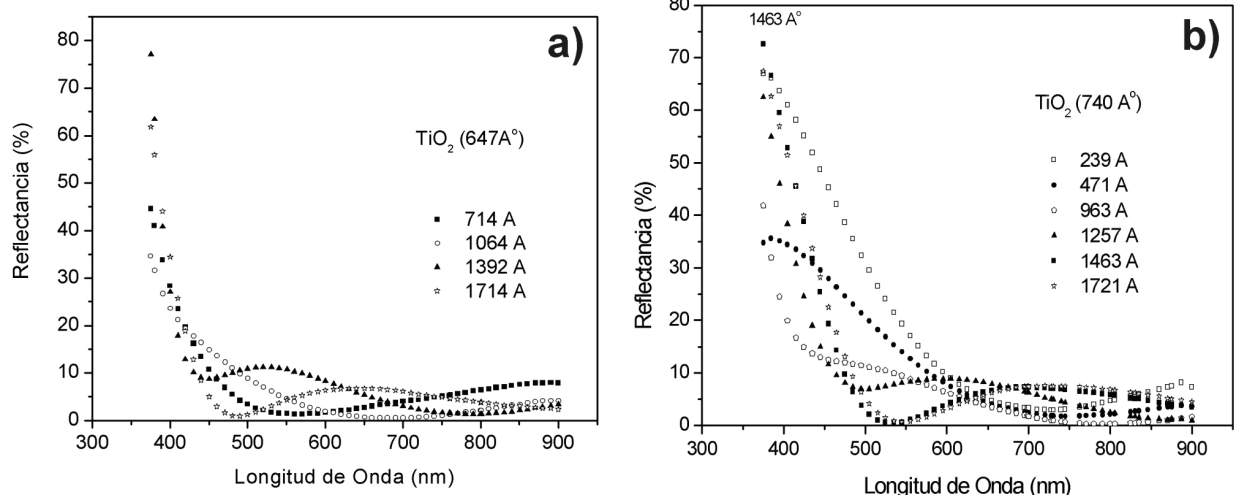 a)
Reflectancia (%)
80
70
60
50
40
30
20
10
0
300 400 500 600 700 800 900
Longitud de Onda (nm)
TiO2 (647A°)
714 A
1064 A
1392 A
1714 A
b)
1463 A°
Reflectancia (%)
80
70
60
50
40
30
20
10
0
300 400 500 600 700 800 900
Longitud de Onda (nm)
TiO2 (740 A°)
239 A
471 A
963 A
1257 A
1463 A
1721 A